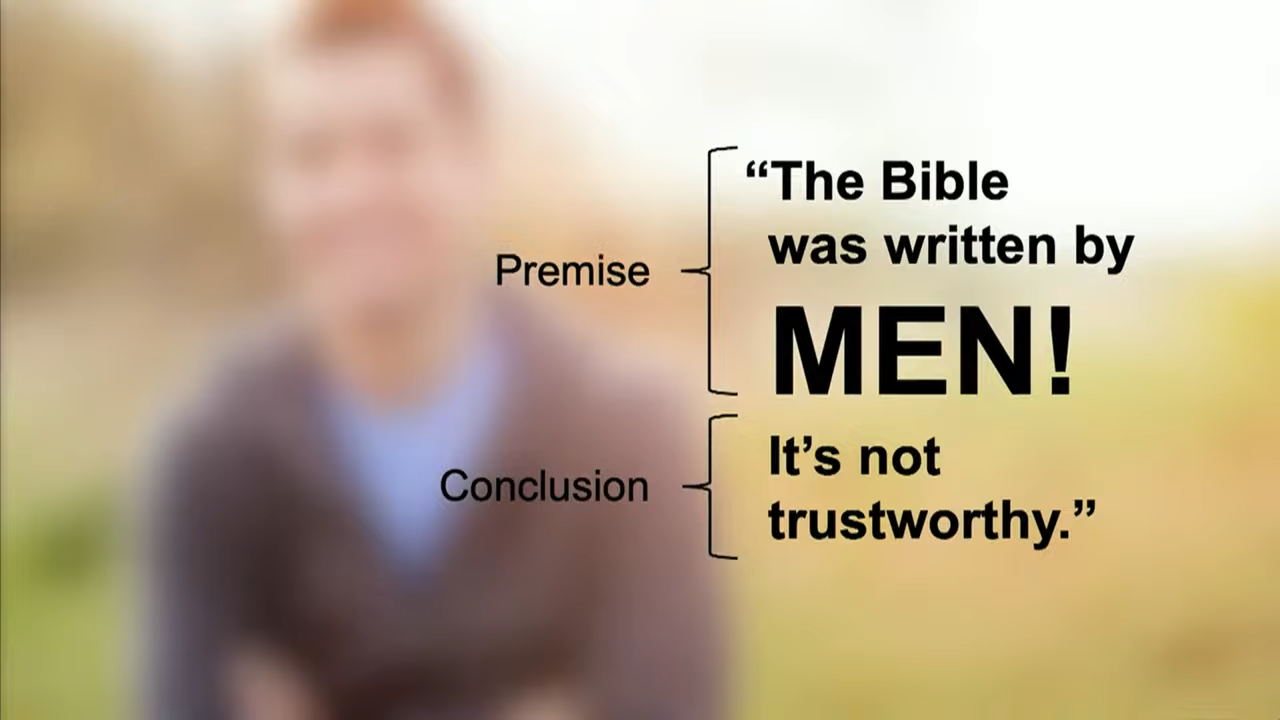 “The Bible
was written by
Premise
MEN!
It’s not
Conclusion
trustworthy.”